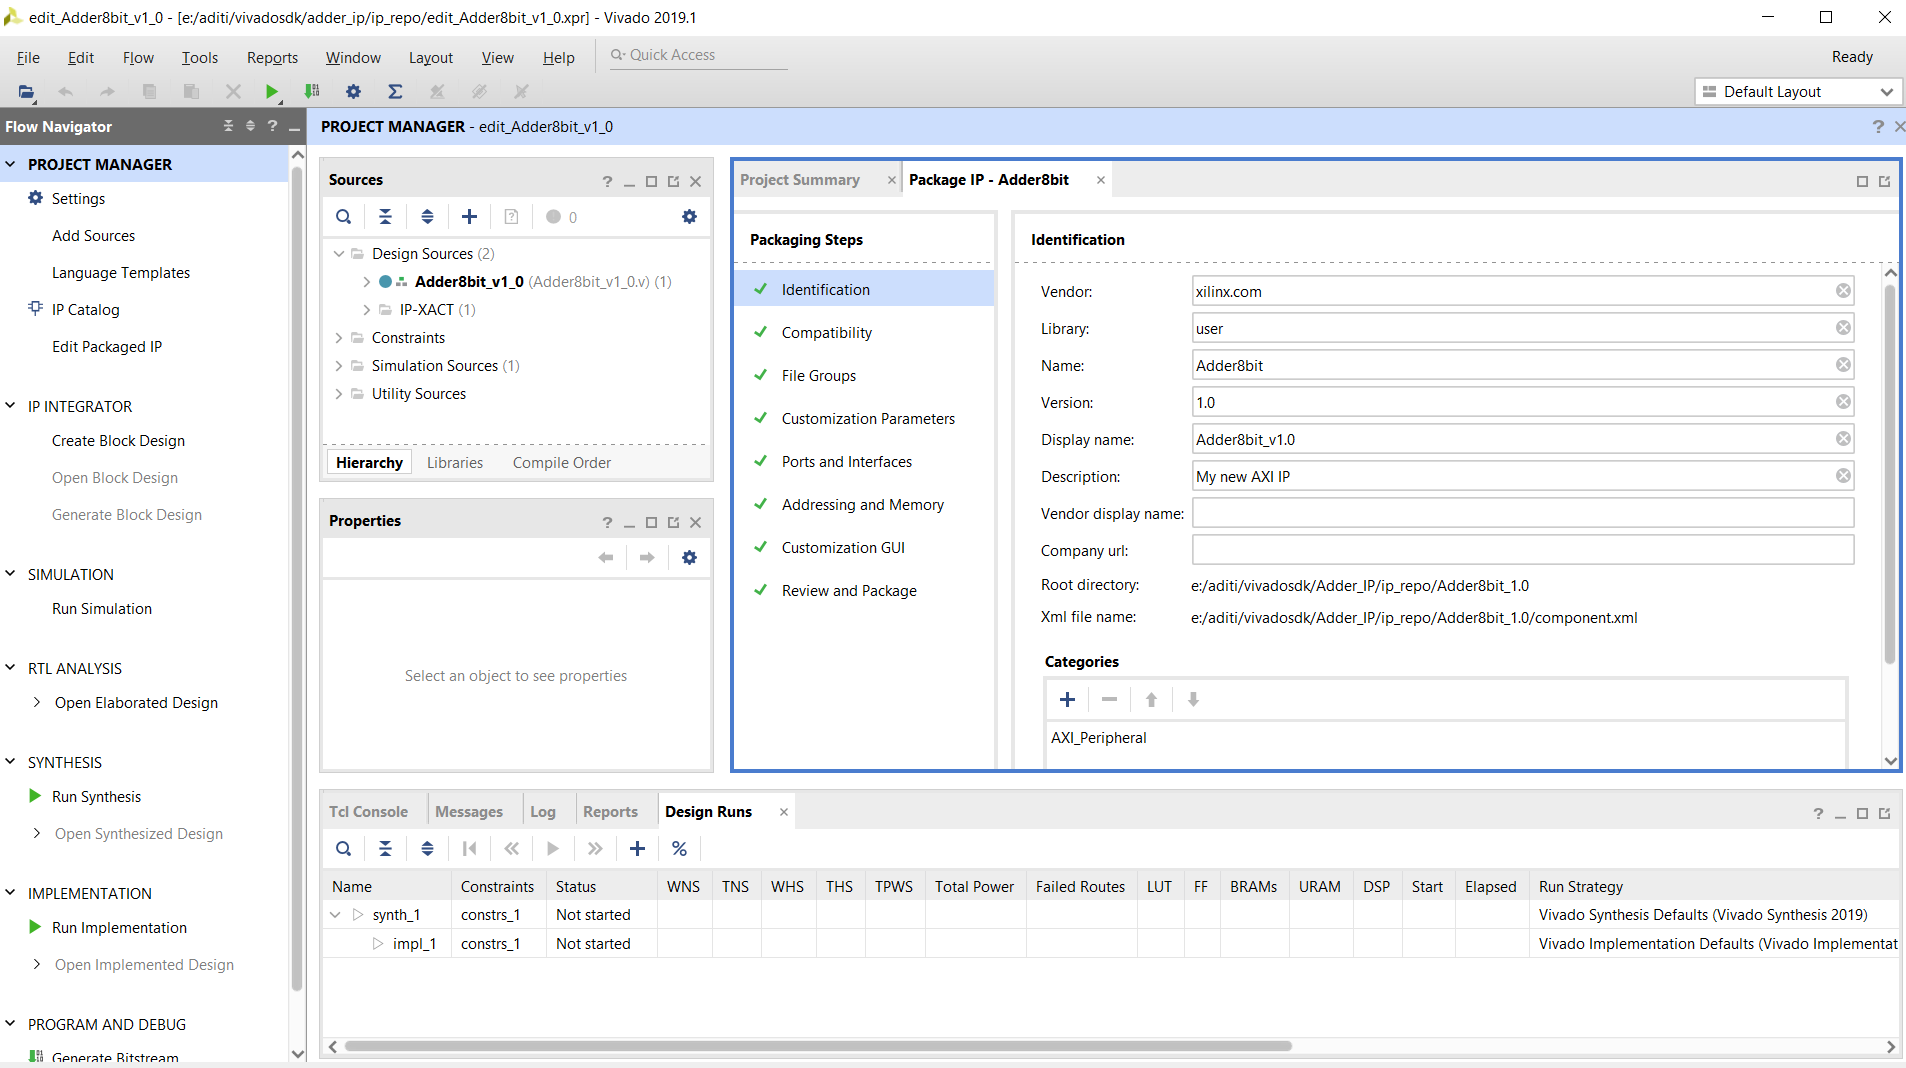 edit_Adder8bit_v1_0 - [e:/aditi/vivadosdk/adder_ip/ip_repo/edit_Adder8bit_v1_0.xpr] - Vivado 2019.1
File Edit Flow Tools Reports Window Layout View Help Quick Access Ready
Default Layout
Flow Navigator
PROJECT MANAGER
Settings
Add Sources
Language Templates
IP Catalog
Edit Packaged IP
IP INTEGRATOR
Create Block Design
Open Block Design
Generate Block Design
SIMULATION
Run Simulation
RTL ANALYSIS
Open Elaborated Design
SYNTHESIS
Run Synthesis
Open Synthesized Design
IMPLEMENTATION
Run Implementation
Open Implemented Design
PROGRAM AND DEBUG
Generate Bitstream
PROJECT MANAGER - edit_Adder8bit_v1_0
Sources
0
Design Sources (2)
Adder8bit_v1_0 (Adder8bit_v1_0.v) (1)
IP-XACT (1)
Constraints
Simulation Sources (1)
Utility Sources
Hierarchy Libraries Compile Order
Properties
Select an object to see properties
Project Summary Package IP - Adder8bit
Packaging Steps
Identification
Compatibility
File Groups
Customization Parameters
Ports and Interfaces
Addressing and Memory
Customization GUI
Review and Package
Identification
Vendor: xilinx.com
Library: user
Name: Adder8bit
Version: 1.0
Display name: Adder8bit_v1.0
Description: My new AXI IP
Vendor display name:
Company url:
Root directory: e:/aditi/vivadosdk/Adder_IP/ip_repo/Adder8bit_1.0
Xml file name: e:/aditi/vivadosdk/Adder_IP/ip_repo/Adder8bit_1.0/component.xml
Categories
AXI_Peripheral
Tcl Console Messages Log Reports Design Runs
Name Constraints Status WNS TNS WHS THS TPWS Total Power Failed Routes LUT FF BRAMs URAM DSP Start Elapsed Run Strategy
synth_1 constrs_1 Not started Vivado Synthesis Defaults (Vivado Synthesis 2019)
impl_1 constrs_1 Not started Vivado Implementation Defaults (Vivado Implementat